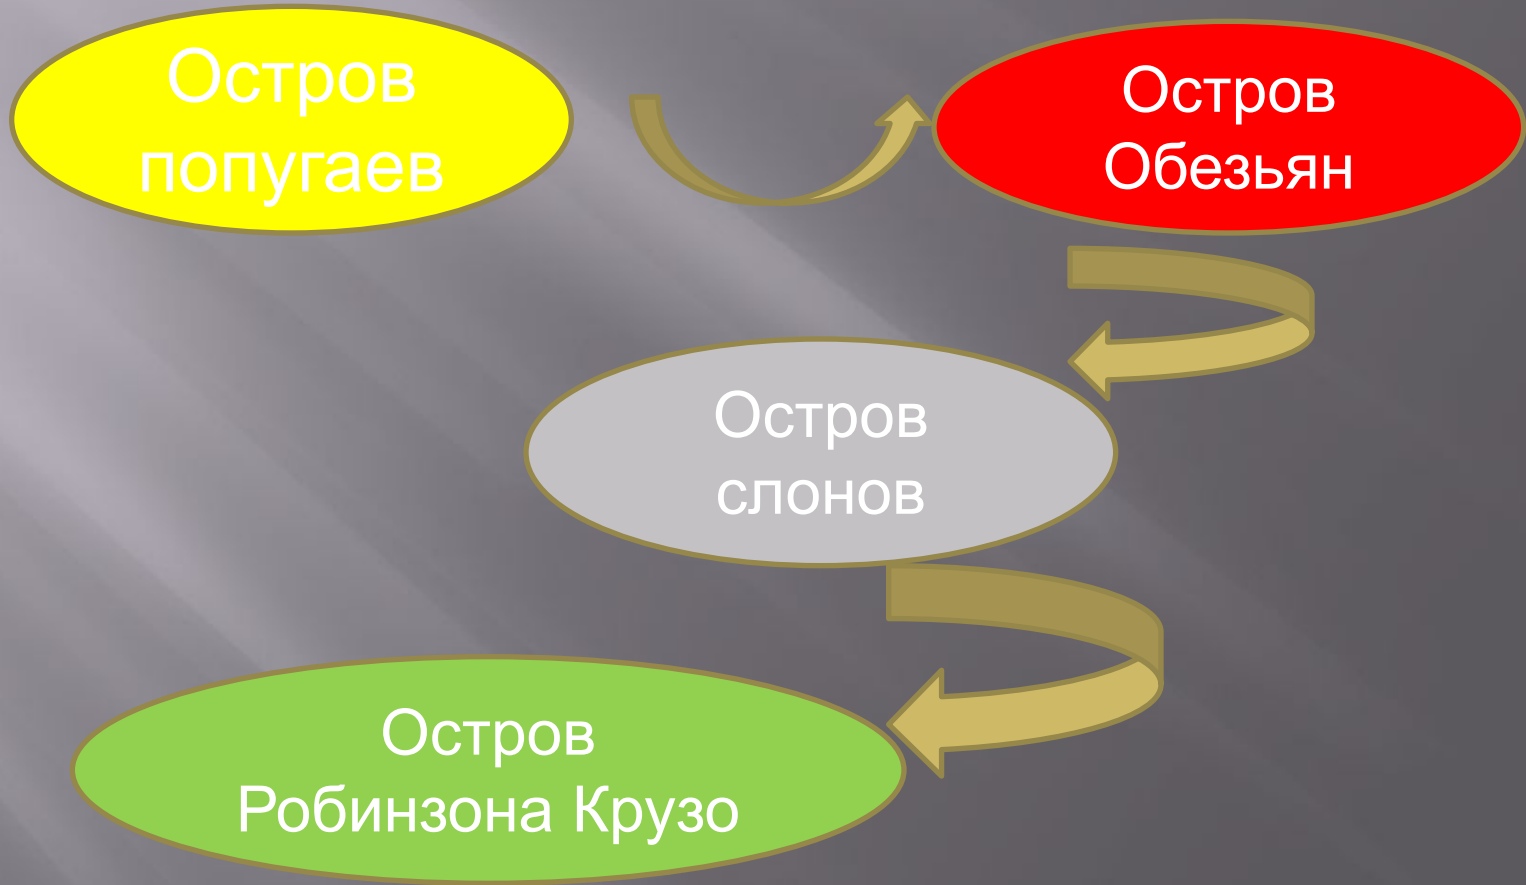 Остров
попугаев
Остров
Обезьян
Остров
слонов
Остров
Робинзона Крузо